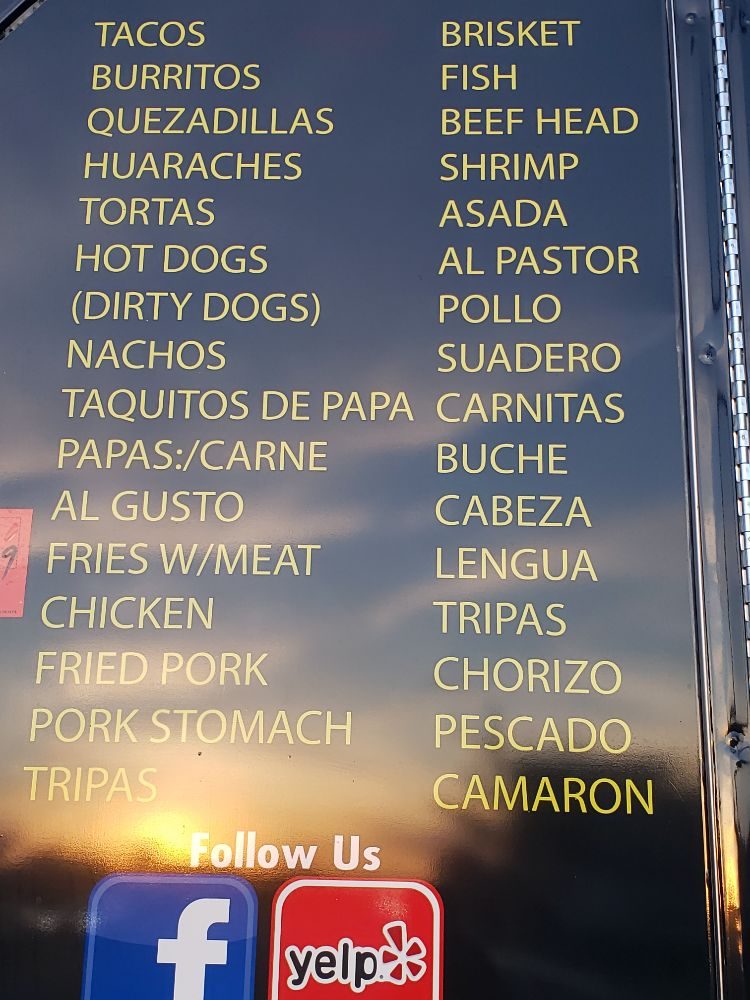 TACOS
BURRITOS
QUEZADILLAS
HUARACHES
TORTAS
HOT DOGS
(DIRTY DOGS)
NACHOS
TAQUITOS DE PAPA
PAPAS:/CARNE
AL GUSTO
FRIES W/MEAT
CHICKEN
FRIED PORK
PORK STOMACH
TRIPAS
BRISKET
FISH
BEEF HEAD
SHRIMP
ASADA
AL PASTOR
POLLO
SUADERO
CARNITAS
BUCHE
CABEZA
LENGUA
TRIPAS
CHORIZO
PESCADO
CAMARON
9
Follow Us
f
yelp